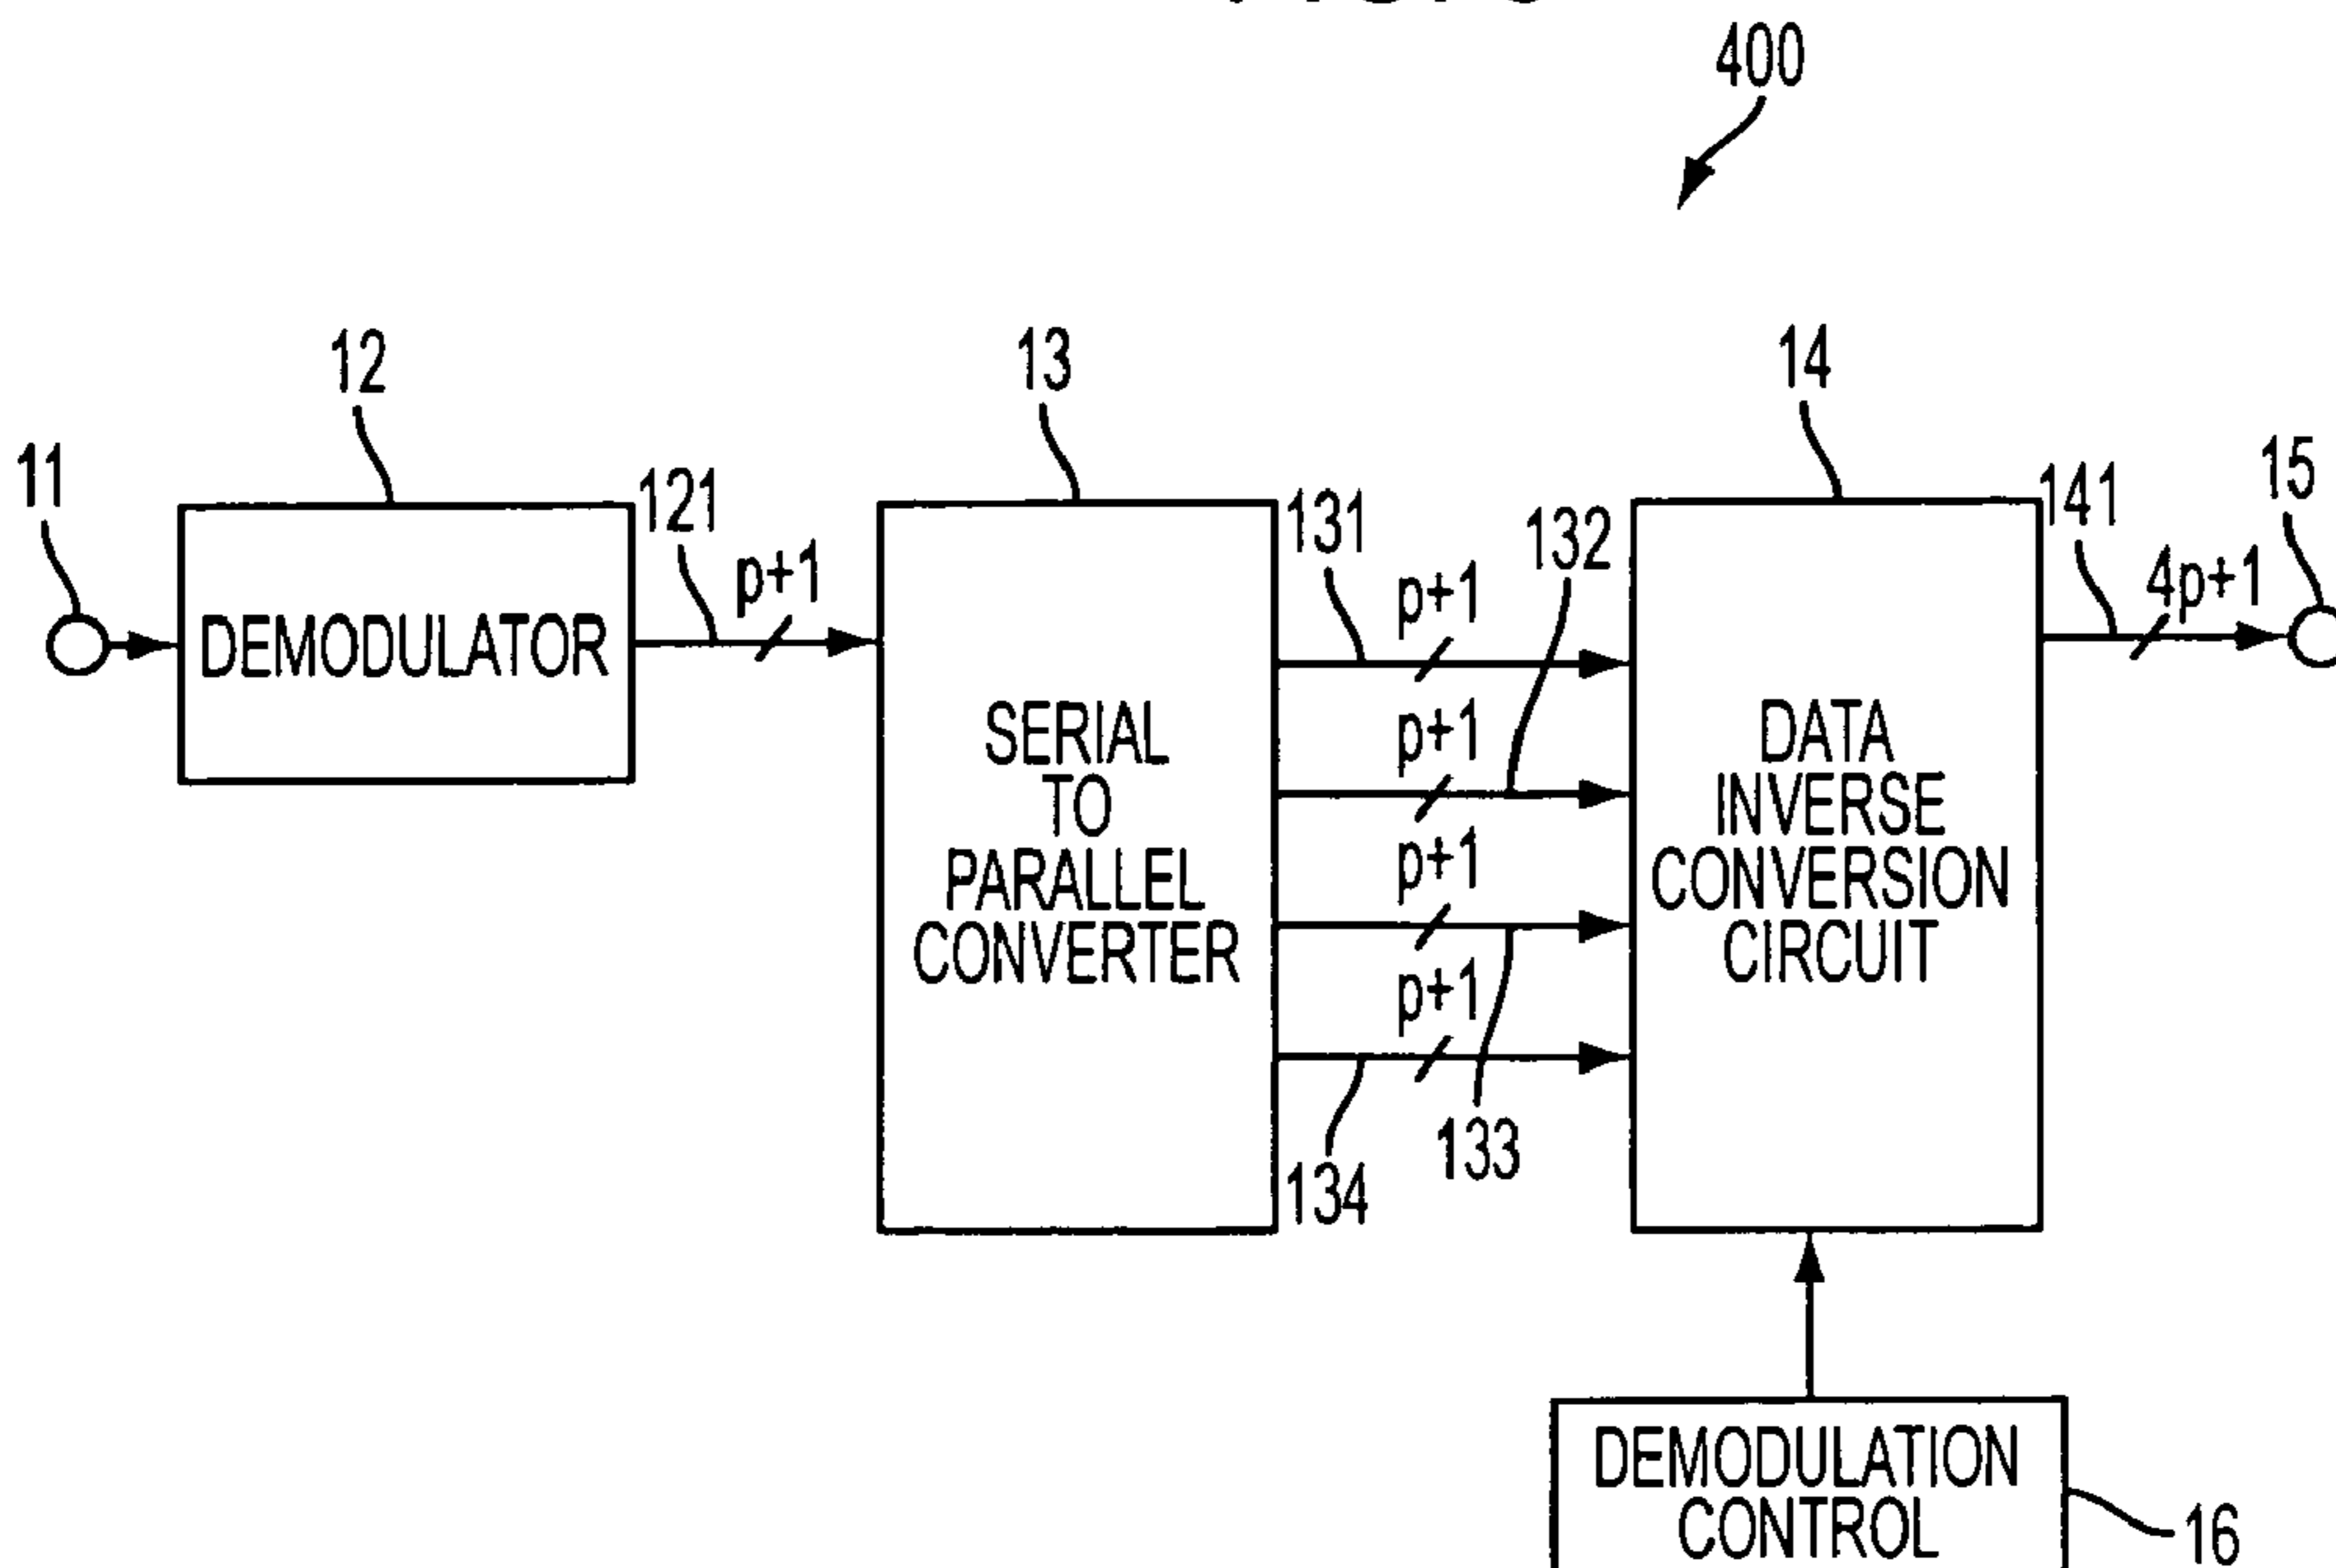 400
12
13
14
11
121
p+1
131
p+1
132
141
4p+1
15
DEMODULATOR
SERIAL
TO
PARALLEL
CONVERTER
p+1
p+1
p+1
DATA
INVERSE
CONVERSION
CIRCUIT
133
134
DEMODULATION
CONTROL
16